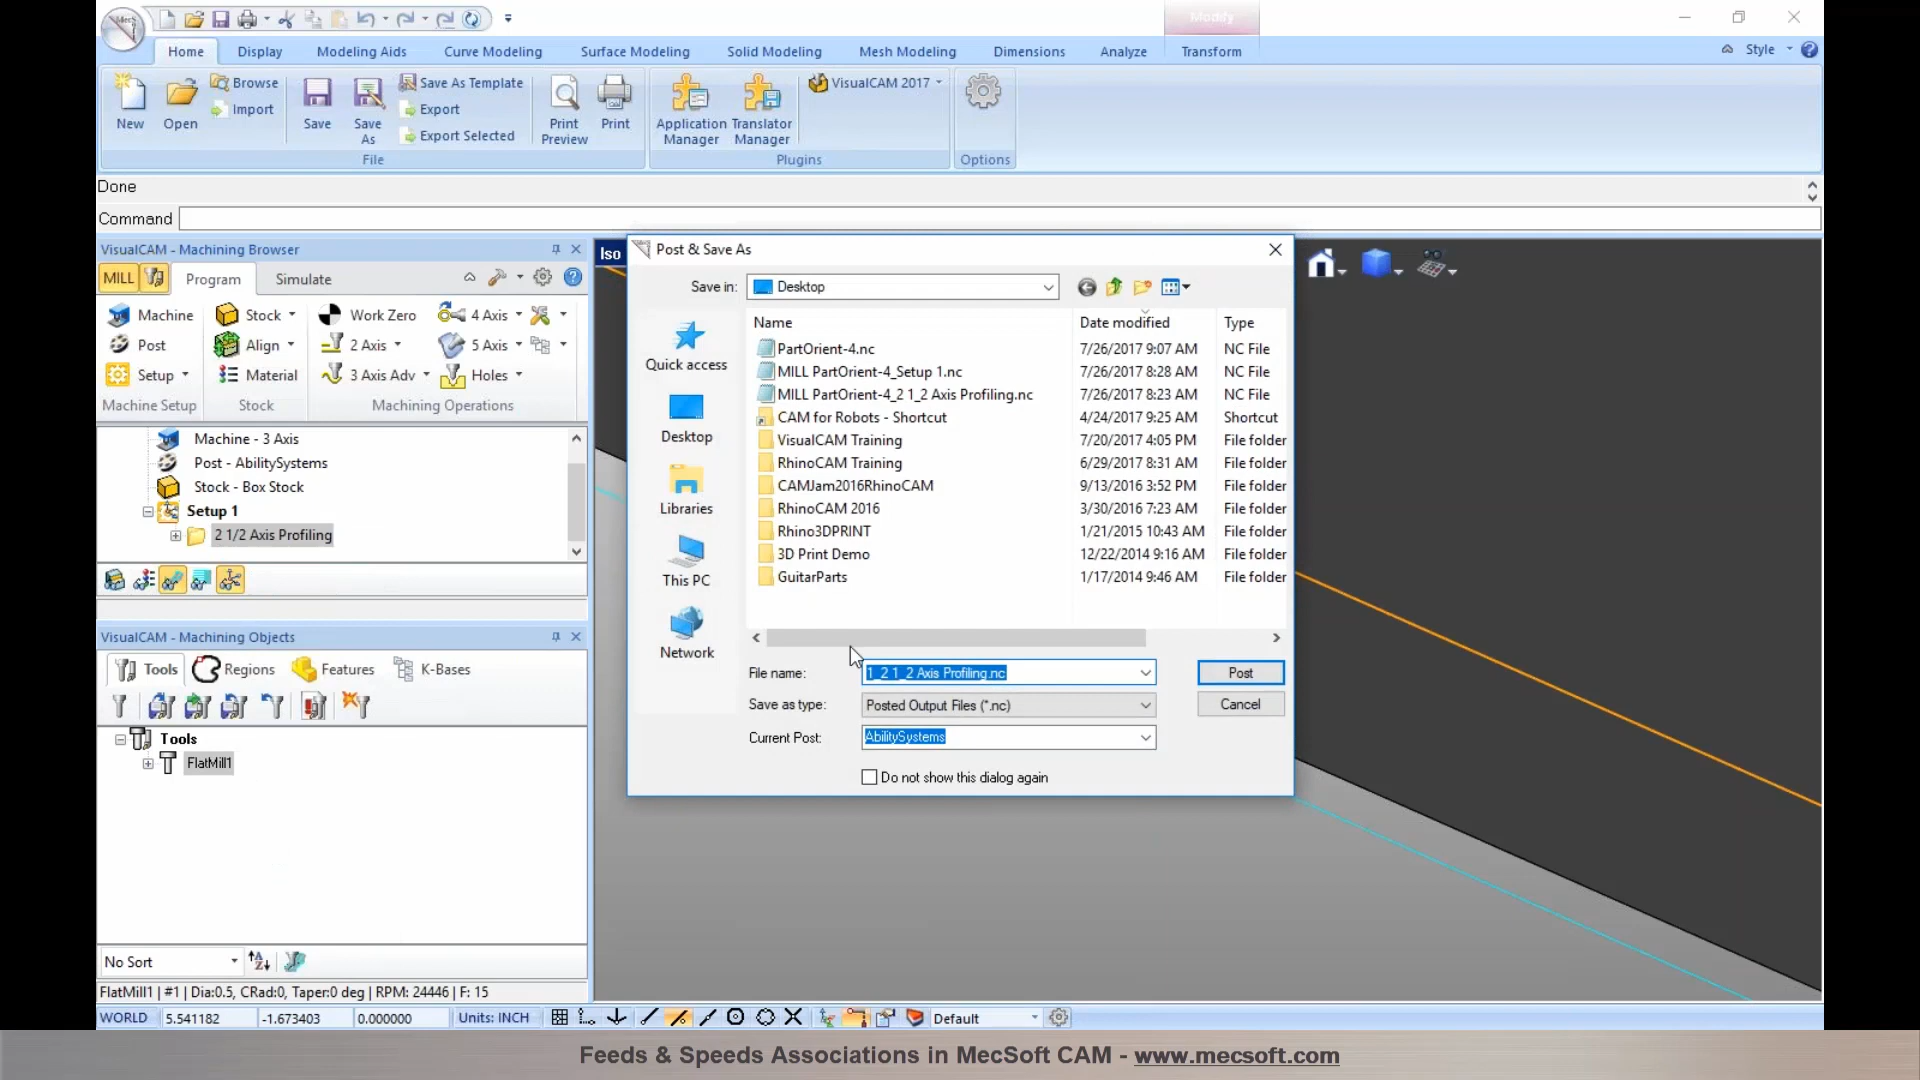 Modify
Home Display Modeling Aids Curve Modeling Surface Modeling Solid Modeling Mesh Modeling Dimensions Analyze Transform Style
New Open Browse Import Save Save As Save As Template Export Export Selected Print Preview Print Application Manager Translator Manager VisualCAM 2017
File Plugins Options
Done
Command
VisualCAM - Machining Browser
MILL Program Simulate
Machine Stock Work Zero 4 Axis
Post Align 2 Axis 5 Axis
Setup Material 3 Axis Adv Holes
Machine Setup Stock Machining Operations
Machine - 3 Axis
Post - AbilitySystems
Stock - Box Stock
Setup 1
2 1/2 Axis Profiling
VisualCAM - Machining Objects
Tools Regions Features K-Bases
Tools
FlatMill1
No Sort
FlatMill1 | #1 | Dia:0.5, CRad:0, Taper:0 deg | RPM: 24446 | F: 15
Iso
Post & Save As
Save in: Desktop
Quick access
Desktop
Libraries
This PC
Network
Name Date modified Type
PartOrient-4.nc 7/26/2017 9:07 AM NC File
MILL PartOrient-4_Setup 1.nc 7/26/2017 8:28 AM NC File
MILL PartOrient-4_2 1_2 Axis Profiling.nc 7/26/2017 8:23 AM NC File
CAM for Robots - Shortcut 4/24/2017 9:25 AM Shortcut
VisualCAM Training 7/20/2017 4:05 PM File folder
RhinoCAM Training 6/29/2017 8:31 AM File folder
CAMJam2016RhinoCAM 9/13/2016 3:52 PM File folder
RhinoCAM 2016 3/30/2016 7:23 AM File folder
Rhino3DPRINT 1/21/2015 10:43 AM File folder
3D Print Demo 12/22/2014 9:16 AM File folder
GuitarParts 1/17/2014 9:46 AM File folder
File name: 1_2 1_2 Axis Profiling.nc Post
Save as type: Posted Output Files (*.nc) Cancel
Current Post: AbilitySystems
Do not show this dialog again
WORLD 5.541182 -1.673403 0.000000 Units: INCH Default
Feeds & Speeds Associations in MecSoft CAM - www.mecsoft.com